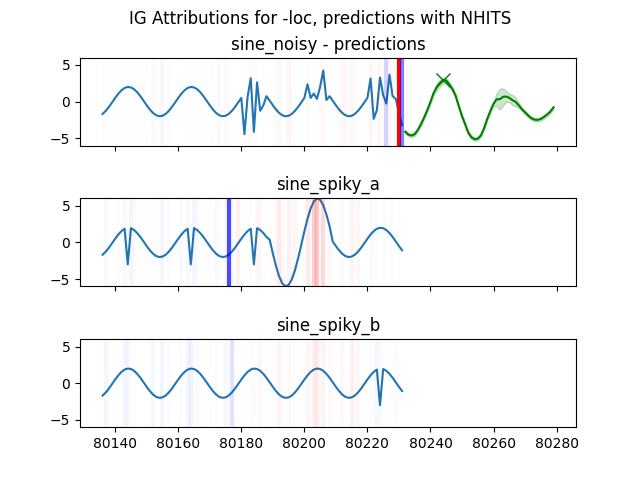 IG Attributions for -loc, predictions with NHITS
sine_noisy - predictions
5
0
−5
sine_spiky_a
5
0
−5
sine_spiky_b
5
0
−5
80140 80160 80180 80200 80220 80240 80260 80280